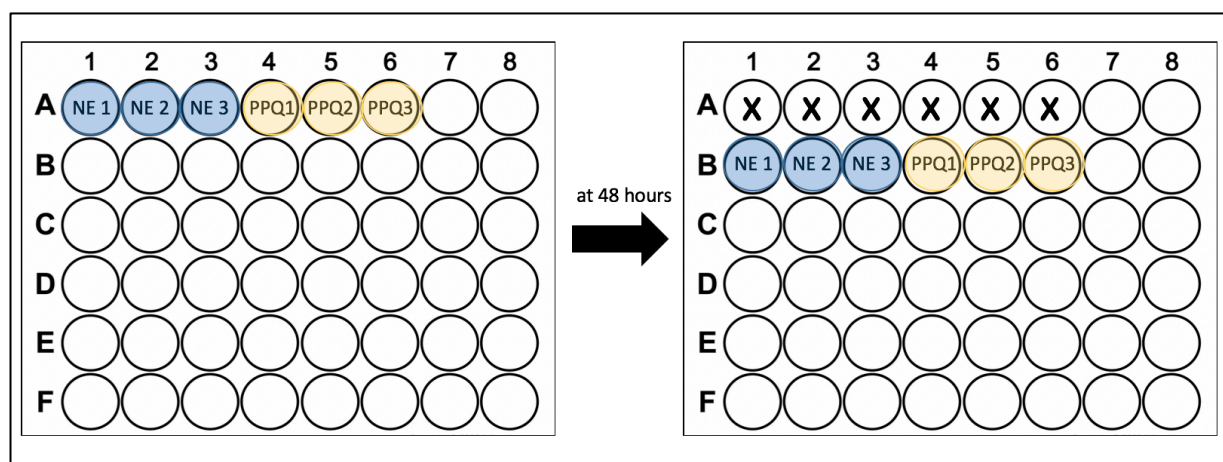 1 2 3 4 5 6 7 8
A NE 1 NE 2 NE 3 PPQ1 PPQ2 PPQ3
B
C
D
E
F
at 48 hours
1 2 3 4 5 6 7 8
A X X X X X X
B NE 1 NE 2 NE 3 PPQ1 PPQ2 PPQ3
C
D
E
F